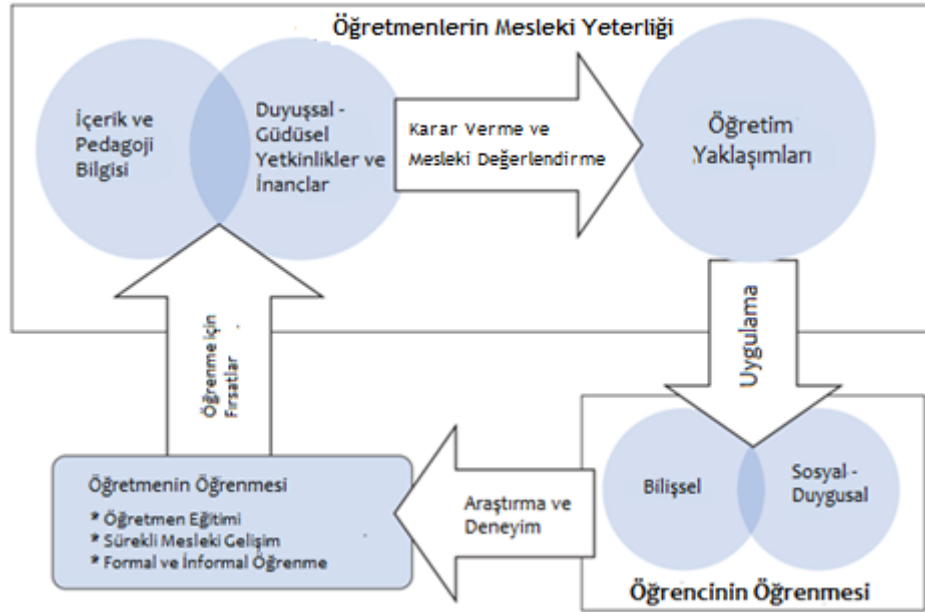 Öğretmenlerin Mesleki Yeterliği
İçerik ve
Pedagoji
Bilgisi
Duyuşsal -
Güdüsel
Yetkinlikler ve
İnançlar
Karar Verme ve
Mesleki Değerlendirme
Öğretim
Yaklaşımları
Uygulama
Bilişsel
Sosyal -
Duygusal
Öğrencinin Öğrenmesi
Araştırma ve
Deneyim
Öğretmenin Öğrenmesi
* Öğretmen Eğitimi
* Sürekli Mesleki Gelişim
* Formal ve İnformal Öğrenme
Öğrenme için
Fırsatlar